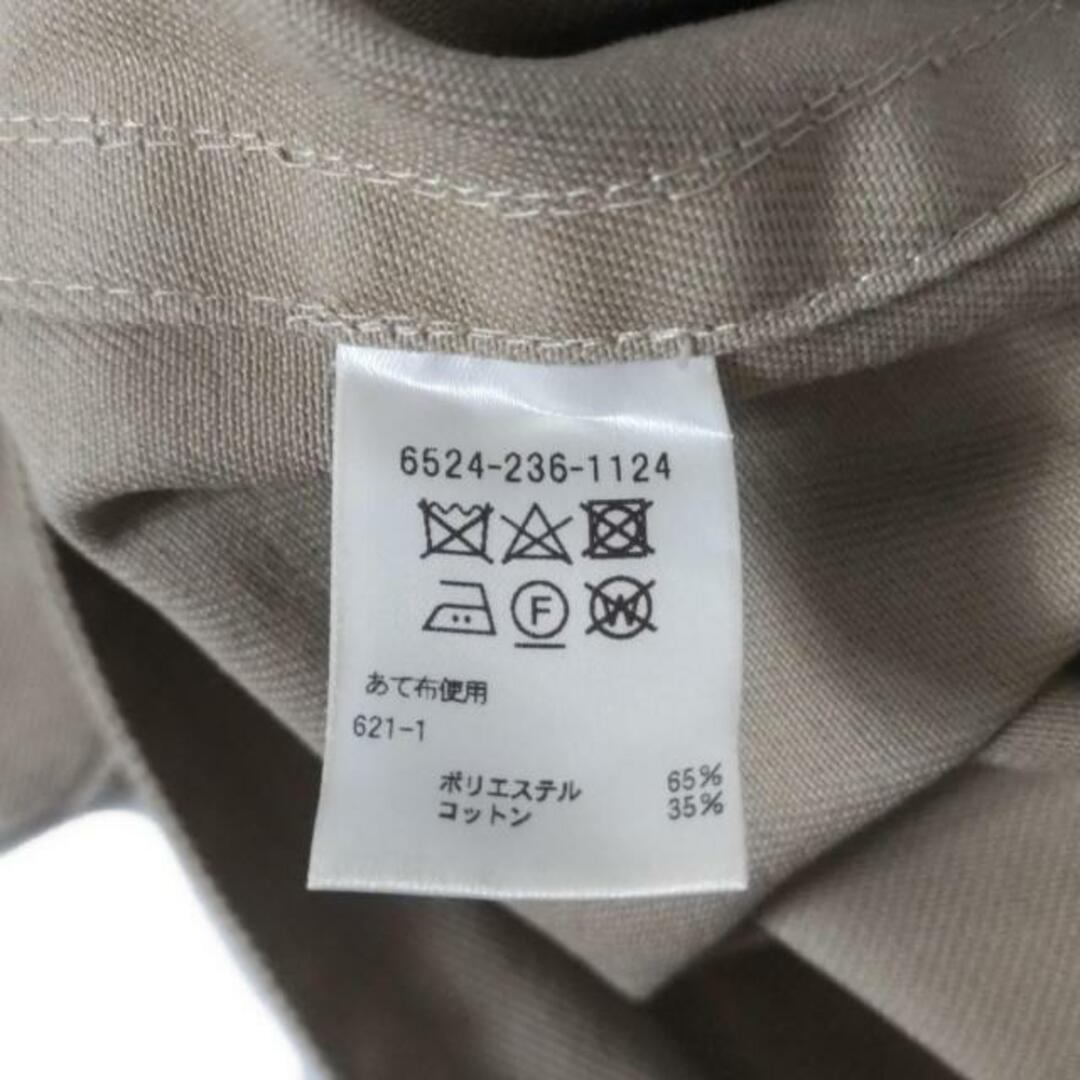 6524-236-1124
F W
あて布使用
621-1
ポリエステル 65%
コットン 35%